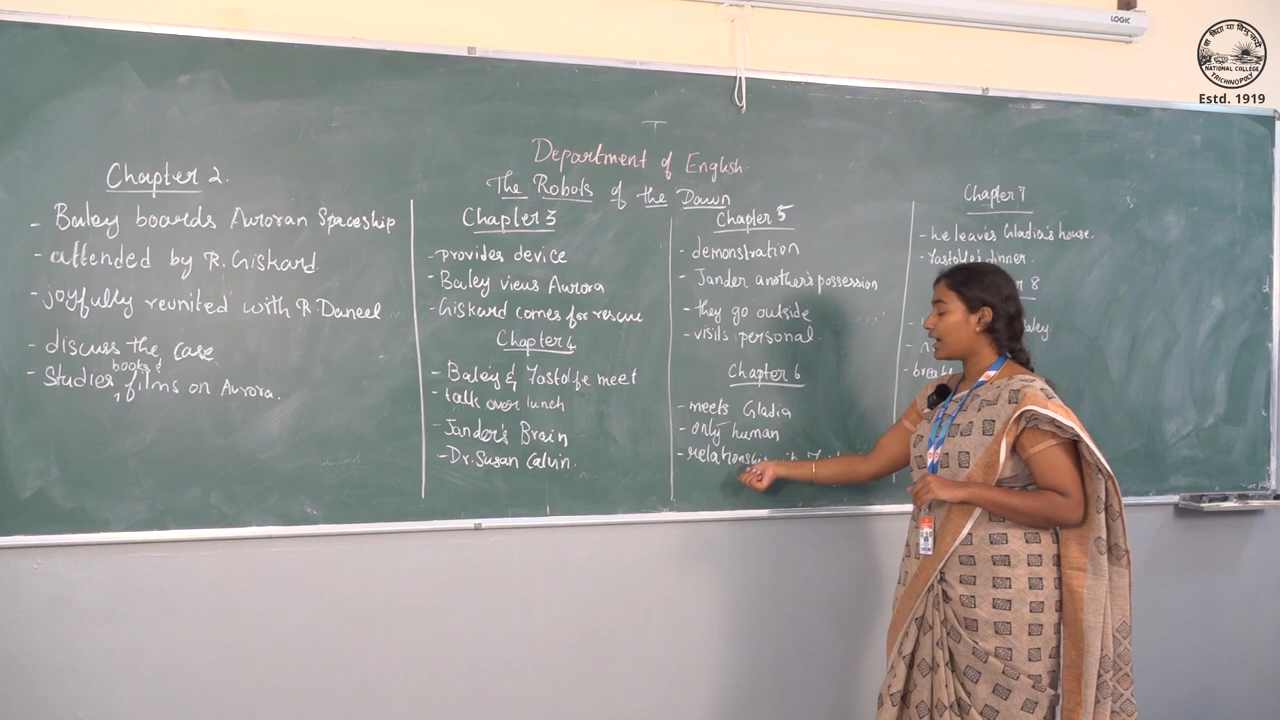 LOGIC
वा विद्या या विमुक्तये
NATIONAL COLLEGE
TRICHINOPOLY
Estd. 1919
Department of English.
The Robots of the Dawn
Chapter 2.
- Baley boards Auroran Spaceship
- attended by R. Giskard.
- joyfully reunited with R. Daneel
- discuss the case
books &
- Studies films on Aurora.
Chapter 3
- provides device
- Baley views Aurora
- Giskard comes for rescue
Chapter 4
- Baley & Fastolfe meet
- talk over lunch
- Jander's Brain
- Dr. Susan Calvin.
Chapter 5
- demonstration
- Jander another's possession
- they go outside
- visits personal.
Chapter 6
- meets Gladia
- only human
- relationship
Chapter 7
- he leaves Gladia's house.
- Fastolfe's dinner.
8